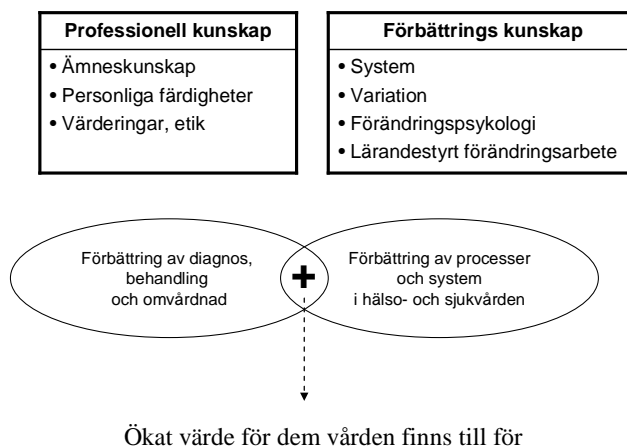 Professionell kunskap
• Ämneskunskap
• Personliga färdigheter
• Värderingar, etik
Förbättrings kunskap
• System
• Variation
• Förändringspsykologi
• Lärandestyrt förändringsarbete
Förbättring av diagnos,
behandling
och omvårdnad
+
Förbättring av processer
och system
i hälso- och sjukvården
Ökat värde för dem vården finns till för